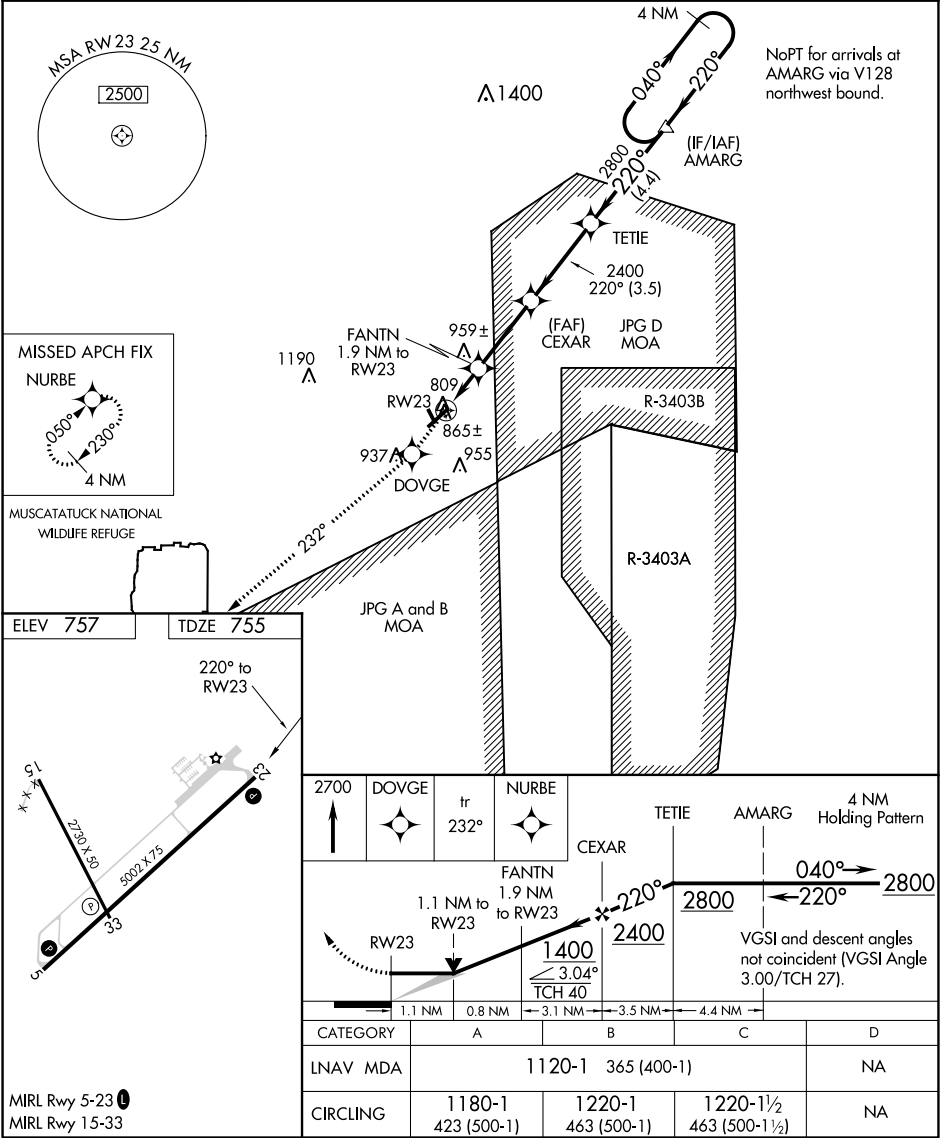 MSA RW23 25 NM
2500
1400
4 NM
040°
220°
NoPT for arrivals at
AMARG via V128
northwest bound.
(IF/IAF)
AMARG
2800
220°
(4.4)
TETIE
2400
220° (3.5)
(FAF)
CEXAR
JPG D
MOA
FANTN
1.9 NM to
RW23
959±
1190
809
RW23
865±
937
955
DOVGE
232°
R-3403B
R-3403A
JPG A and B
MOA
MISSED APCH FIX
NURBE
050°
230°
4 NM
MUSCATATUCK NATIONAL
WILDLIFE REFUGE
ELEV 757
TDZE 755
220° to
RW23
15
23
x-x-x
2730 X 50
5002 X 75
P
P
P
33
5
MIRL Rwy 5-23 L
MIRL Rwy 15-33
2700
DOVGE
tr
232°
NURBE
TETIE
AMARG
4 NM
Holding Pattern
CEXAR
FANTN
1.9 NM
to RW23
1.1 NM to
RW23
RW23
220°
040°
220°
2800
2800
2400
1400
3.04°
TCH 40
VGSI and descent angles
not coincident (VGSI Angle
3.00/TCH 27).
1.1 NM 0.8 NM 3.1 NM 3.5 NM 4.4 NM
CATEGORY A B C D
LNAV MDA 1120-1 365 (400-1) NA
CIRCLING 1180-1 1220-1 1220-1½ NA
423 (500-1) 463 (500-1) 463 (500-1½)